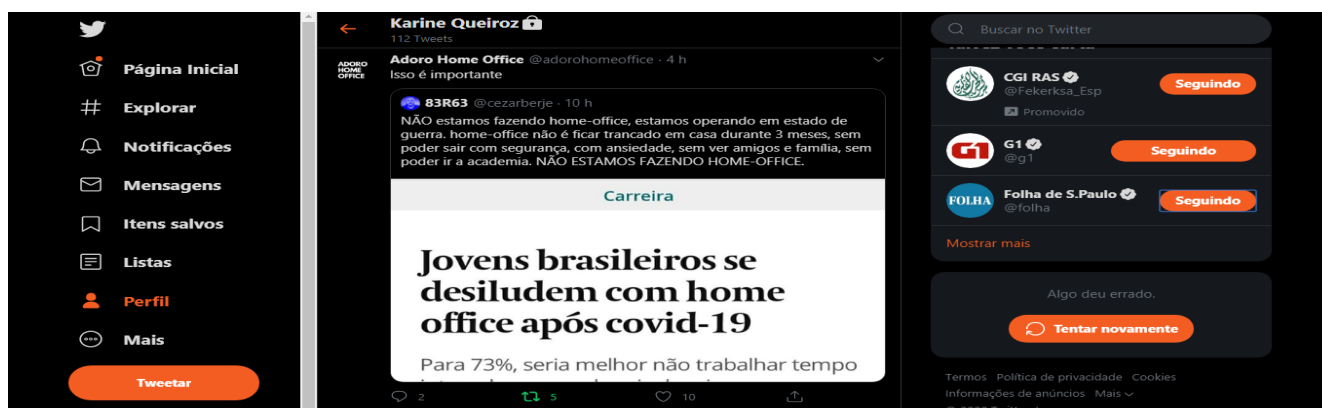 Página Inicial
Explorar
Notificações
Mensagens
Itens salvos
Listas
Perfil
Mais
Tweetar
Karine Queiroz
112 Tweets
ADORO
HOME
OFFICE
Adoro Home Office @adorohomeoffice · 4 h
Isso é importante
83R63 @cezarberje · 10 h
NÃO estamos fazendo home-office, estamos operando em estado de
guerra. home-office não é ficar trancado em casa durante 3 meses, sem
poder sair com segurança, com ansiedade, sem ver amigos e família, sem
poder ir a academia. NÃO ESTAMOS FAZENDO HOME-OFFICE.
Carreira
Jovens brasileiros se
desiludem com home
office após covid-19
Para 73%, seria melhor não trabalhar tempo
2
5
10
Buscar no Twitter
CGI RAS
@Fekerksa_Esp
Seguindo
Promovido
G1
G1
@g1
Seguindo
FOLHA
Folha de S.Paulo
@folha
Seguindo
Mostrar mais
Algo deu errado.
Tentar novamente
Termos Política de privacidade Cookies
Informações de anúncios Mais